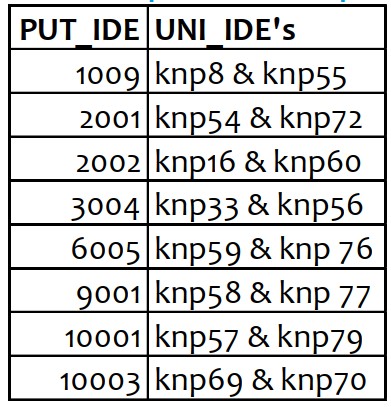 PUT_IDE UNI_IDE's
1009 knp8 & knp55
2001 knp54 & knp72
2002 knp16 & knp60
3004 knp33 & knp56
6005 knp59 & knp 76
9001 knp58 & knp 77
10001 knp57 & knp79
10003 knp69 & knp70